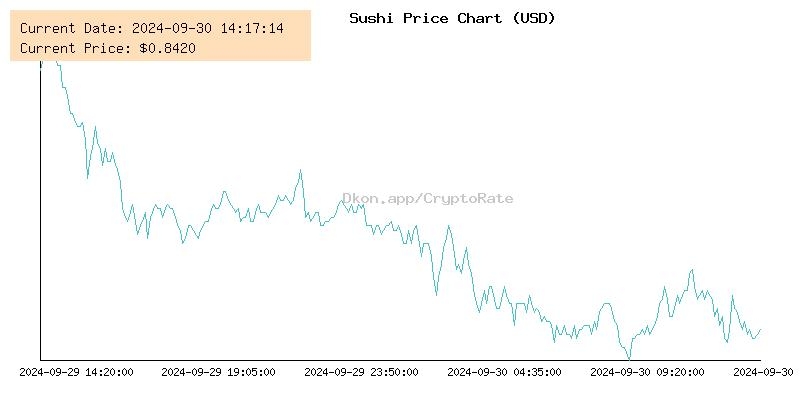 Sushi Price Chart (USD)
Current Date: 2024-09-30 14:17:14
Current Price: $0.8420
Dkon.app/CryptoRate
2024-09-29 14:20:00 2024-09-29 19:05:00 2024-09-29 23:50:00 2024-09-30 04:35:00 2024-09-30 09:20:00 2024-09-30